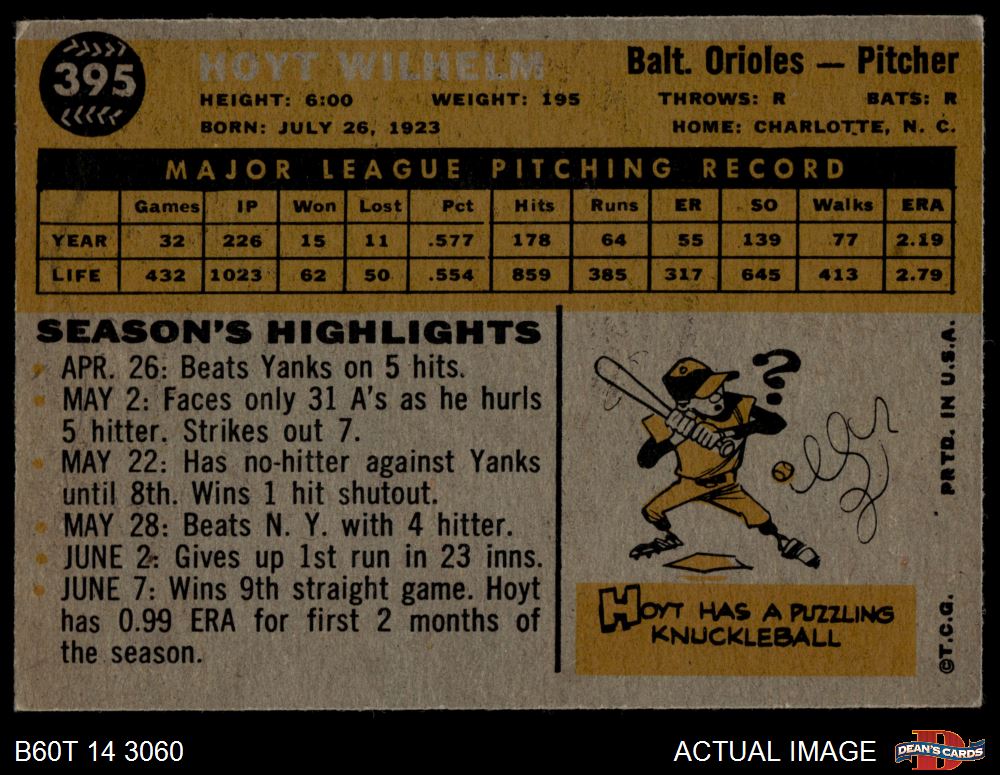 395
HOYT WILHELM
Balt. Orioles — Pitcher
HEIGHT: 6:00 WEIGHT: 195 THROWS: R BATS: R
BORN: JULY 26, 1923 HOME: CHARLOTTE, N. C.
MAJOR LEAGUE PITCHING RECORD
Games IP Won Lost Pct Hits Runs ER SO Walks ERA
YEAR 32 226 15 11 .577 178 64 55 139 77 2.19
LIFE 432 1023 62 50 .554 859 385 317 645 413 2.79
SEASON'S HIGHLIGHTS
APR. 26: Beats Yanks on 5 hits.
MAY 2: Faces only 31 A's as he hurls
5 hitter. Strikes out 7.
MAY 22: Has no-hitter against Yanks
until 8th. Wins 1 hit shutout.
MAY 28: Beats N. Y. with 4 hitter.
JUNE 2: Gives up 1st run in 23 inns.
JUNE 7: Wins 9th straight game. Hoyt
has 0.99 ERA for first 2 months of
the season.
?
HOYT HAS A PUZZLING
KNUCKLEBALL
©T.C.G. PRTD. IN U.S.A.
B60T 14 3060
ACTUAL IMAGE
D
DEAN'S CARDS